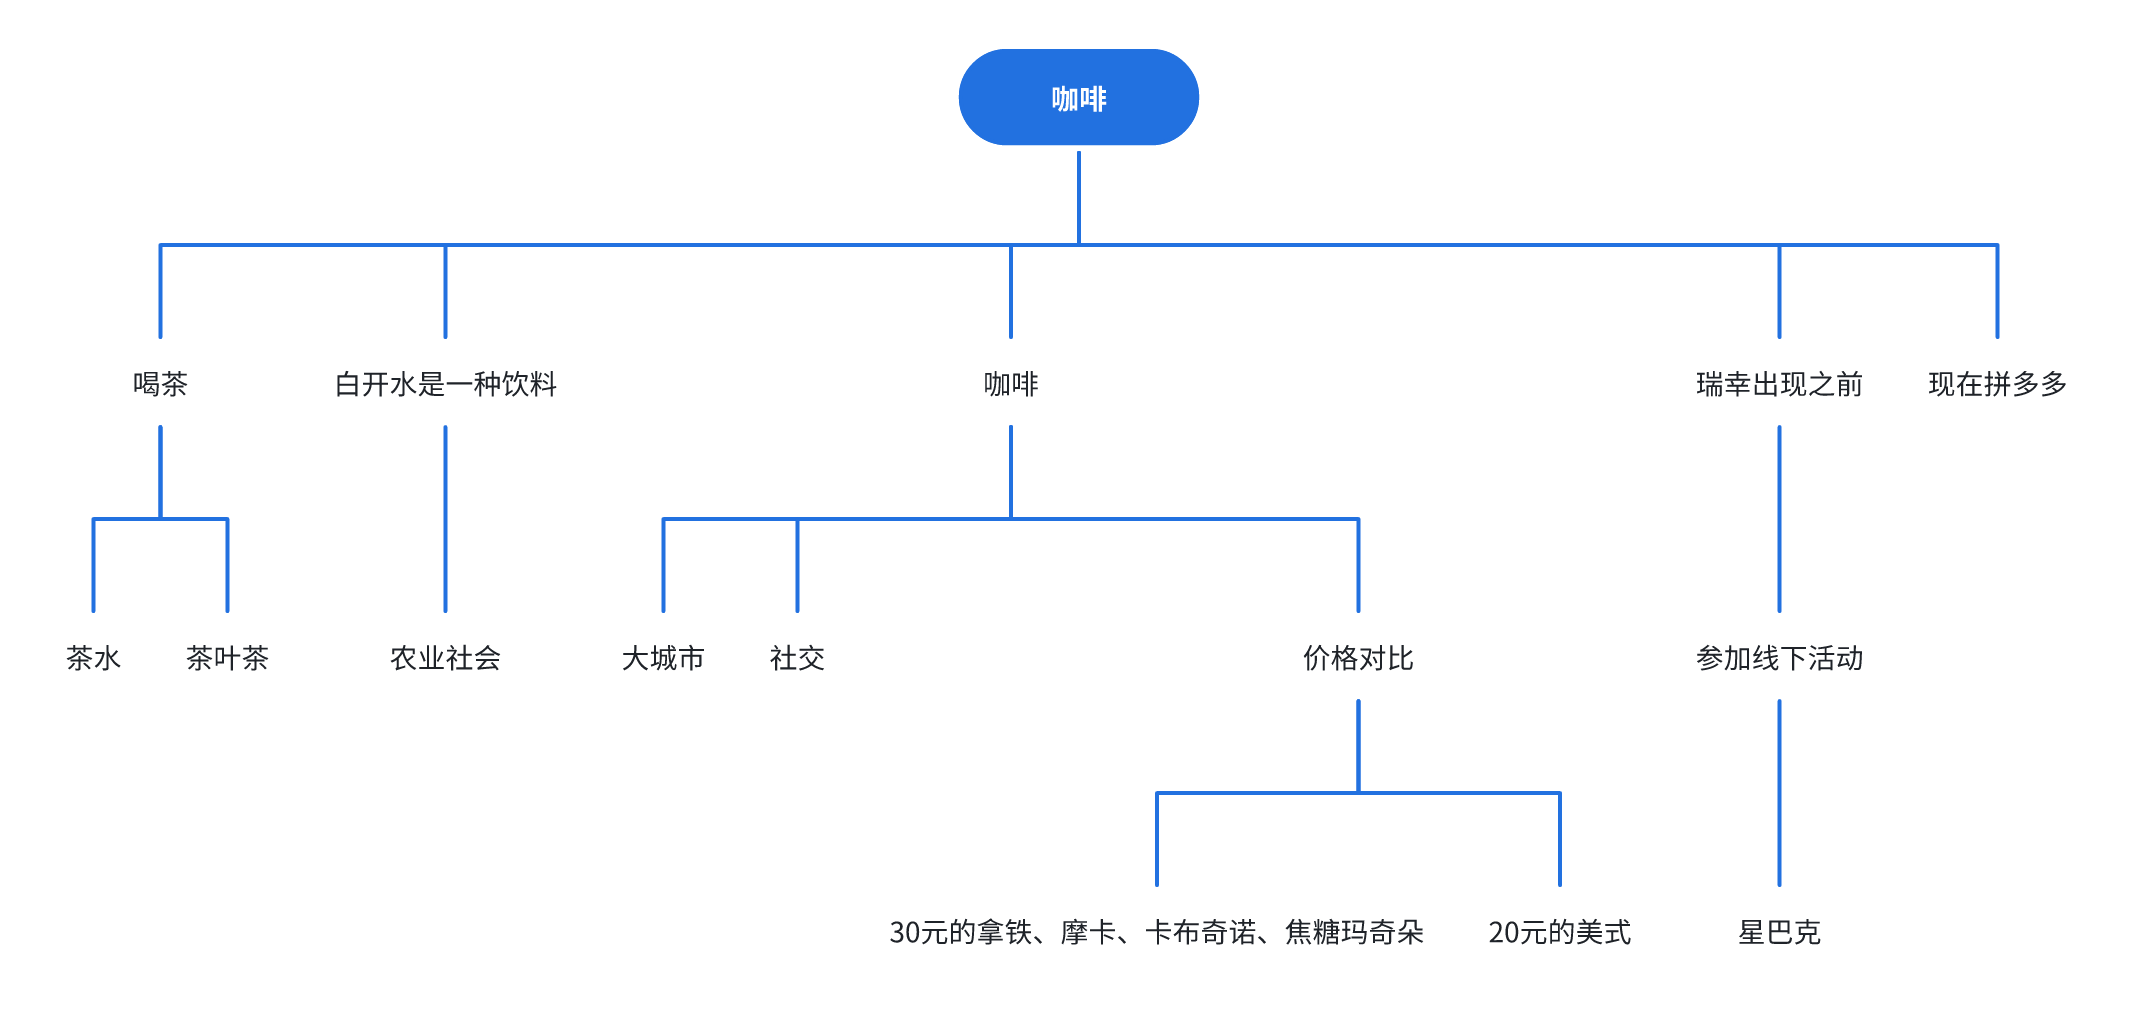 咖啡
喝茶
白开水是一种饮料
咖啡
瑞幸出现之前
现在拼多多
茶水
茶叶茶
农业社会
大城市
社交
价格对比
参加线下活动
30元的拿铁、摩卡、卡布奇诺、焦糖玛奇朵
20元的美式
星巴克